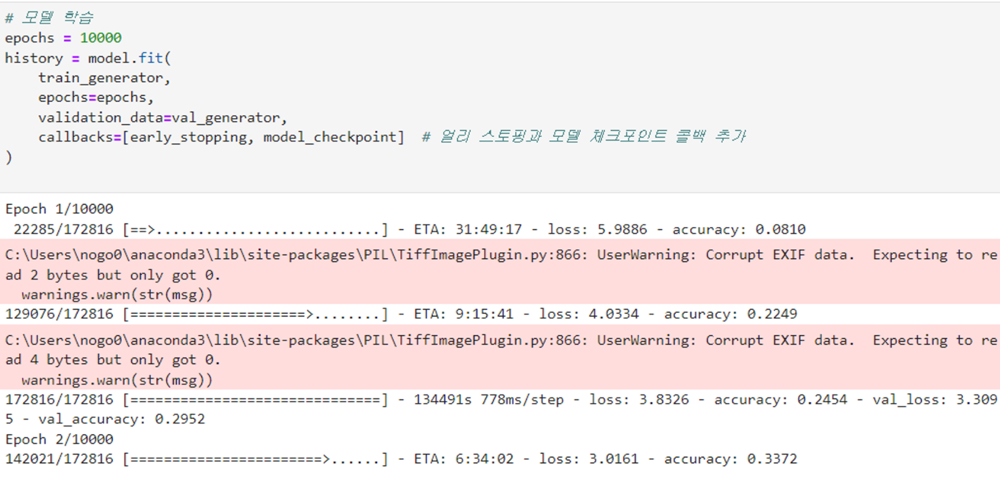 # 모델 학습
epochs = 10000
history = model.fit(
    train_generator,
    epochs=epochs,
    validation_data=val_generator,
    callbacks=[early_stopping, model_checkpoint]  # 얼리 스토핑과 모델 체크포인트 콜백 추가
)
Epoch 1/10000
 22285/172816 [==>...........................] - ETA: 31:49:17 - loss: 5.9886 - accuracy: 0.0810
C:\Users\nogo0\anaconda3\lib\site-packages\PIL\TiffImagePlugin.py:866: UserWarning: Corrupt EXIF data.  Expecting to re
ad 2 bytes but only got 0.
  warnings.warn(str(msg))
129076/172816 [=====================>........] - ETA: 9:15:41 - loss: 4.0334 - accuracy: 0.2249
C:\Users\nogo0\anaconda3\lib\site-packages\PIL\TiffImagePlugin.py:866: UserWarning: Corrupt EXIF data.  Expecting to re
ad 4 bytes but only got 0.
  warnings.warn(str(msg))
172816/172816 [==============================] - 134491s 778ms/step - loss: 3.8326 - accuracy: 0.2454 - val_loss: 3.309
5 - val_accuracy: 0.2952
Epoch 2/10000
142021/172816 [=======================>......] - ETA: 6:34:02 - loss: 3.0161 - accuracy: 0.3372